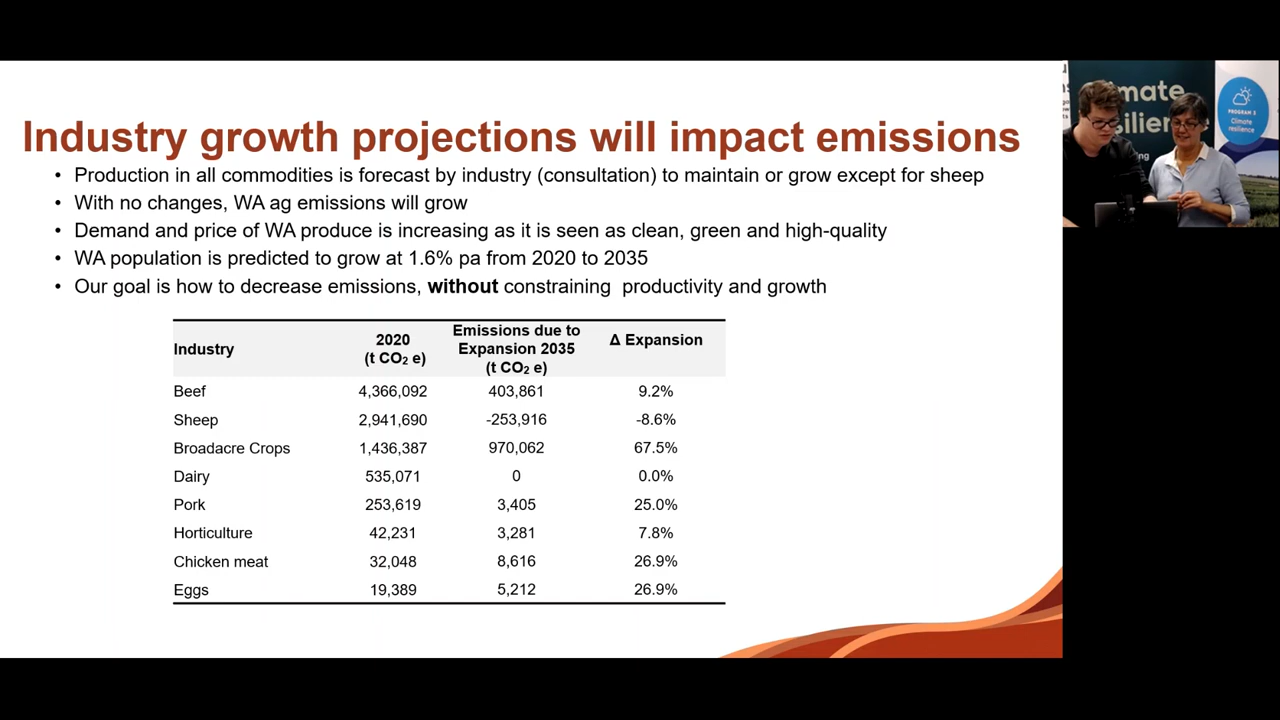 Industry growth projections will impact emissions
• Production in all commodities is forecast by industry (consultation) to maintain or grow except for sheep
• With no changes, WA ag emissions will grow
• Demand and price of WA produce is increasing as it is seen as clean, green and high-quality
• WA population is predicted to grow at 1.6% pa from 2020 to 2035
• Our goal is how to decrease emissions, without constraining productivity and growth
Industry 2020 (t CO₂ e) Emissions due to Expansion 2035 (t CO₂ e) Δ Expansion
Beef 4,366,092 403,861 9.2%
Sheep 2,941,690 -253,916 -8.6%
Broadacre Crops 1,436,387 970,062 67.5%
Dairy 535,071 0 0.0%
Pork 253,619 3,405 25.0%
Horticulture 42,231 3,281 7.8%
Chicken meat 32,048 8,616 26.9%
Eggs 19,389 5,212 26.9%
PROGRAM 3
Climate
resilience